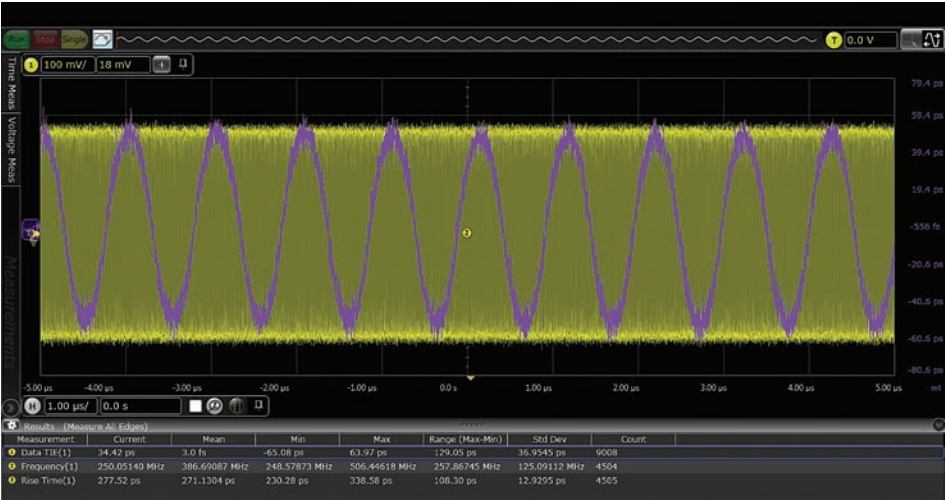 Run Stop Single T 0.0 V
1 100 mV/ 18 mV +
Time Meas
Voltage Meas
Measurements
79.4 ps
59.4 ps
39.4 ps
19.4 ps
-556 fs
-20.6 ps
-40.6 ps
-60.6 ps
-80.6 ps
2
-5.00 µs -4.00 µs -3.00 µs -2.00 µs -1.00 µs 0.0 s 1.00 µs 2.00 µs 3.00 µs 4.00 µs 5.00 µs
H 1.00 µs/ 0.0 s
Results (Measure All Edges)
Measurement Current Mean Min Max Range (Max-Min) Std Dev Count
Data TIE(1) 34.42 ps 3.0 fs -65.08 ps 63.97 ps 129.05 ps 36.9545 ps 9008
2 Frequency(1) 250.05140 MHz 386.69087 MHz 248.57873 MHz 506.44618 MHz 257.86745 MHz 125.09112 MHz 4504
Rise Time(1) 277.52 ps 271.1304 ps 230.28 ps 338.58 ps 108.30 ps 12.9295 ps 4505